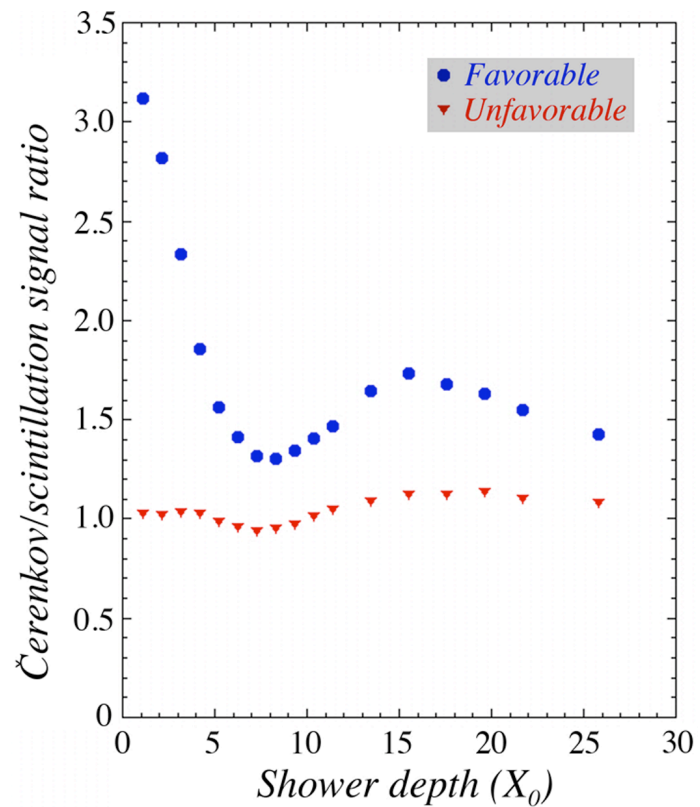 Favorable
Unfavorable
Čerenkov/scintillation signal ratio
3.5
3.0
2.5
2.0
1.5
1.0
0.5
0
0 5 10 15 20 25 30
Shower depth (X₀)